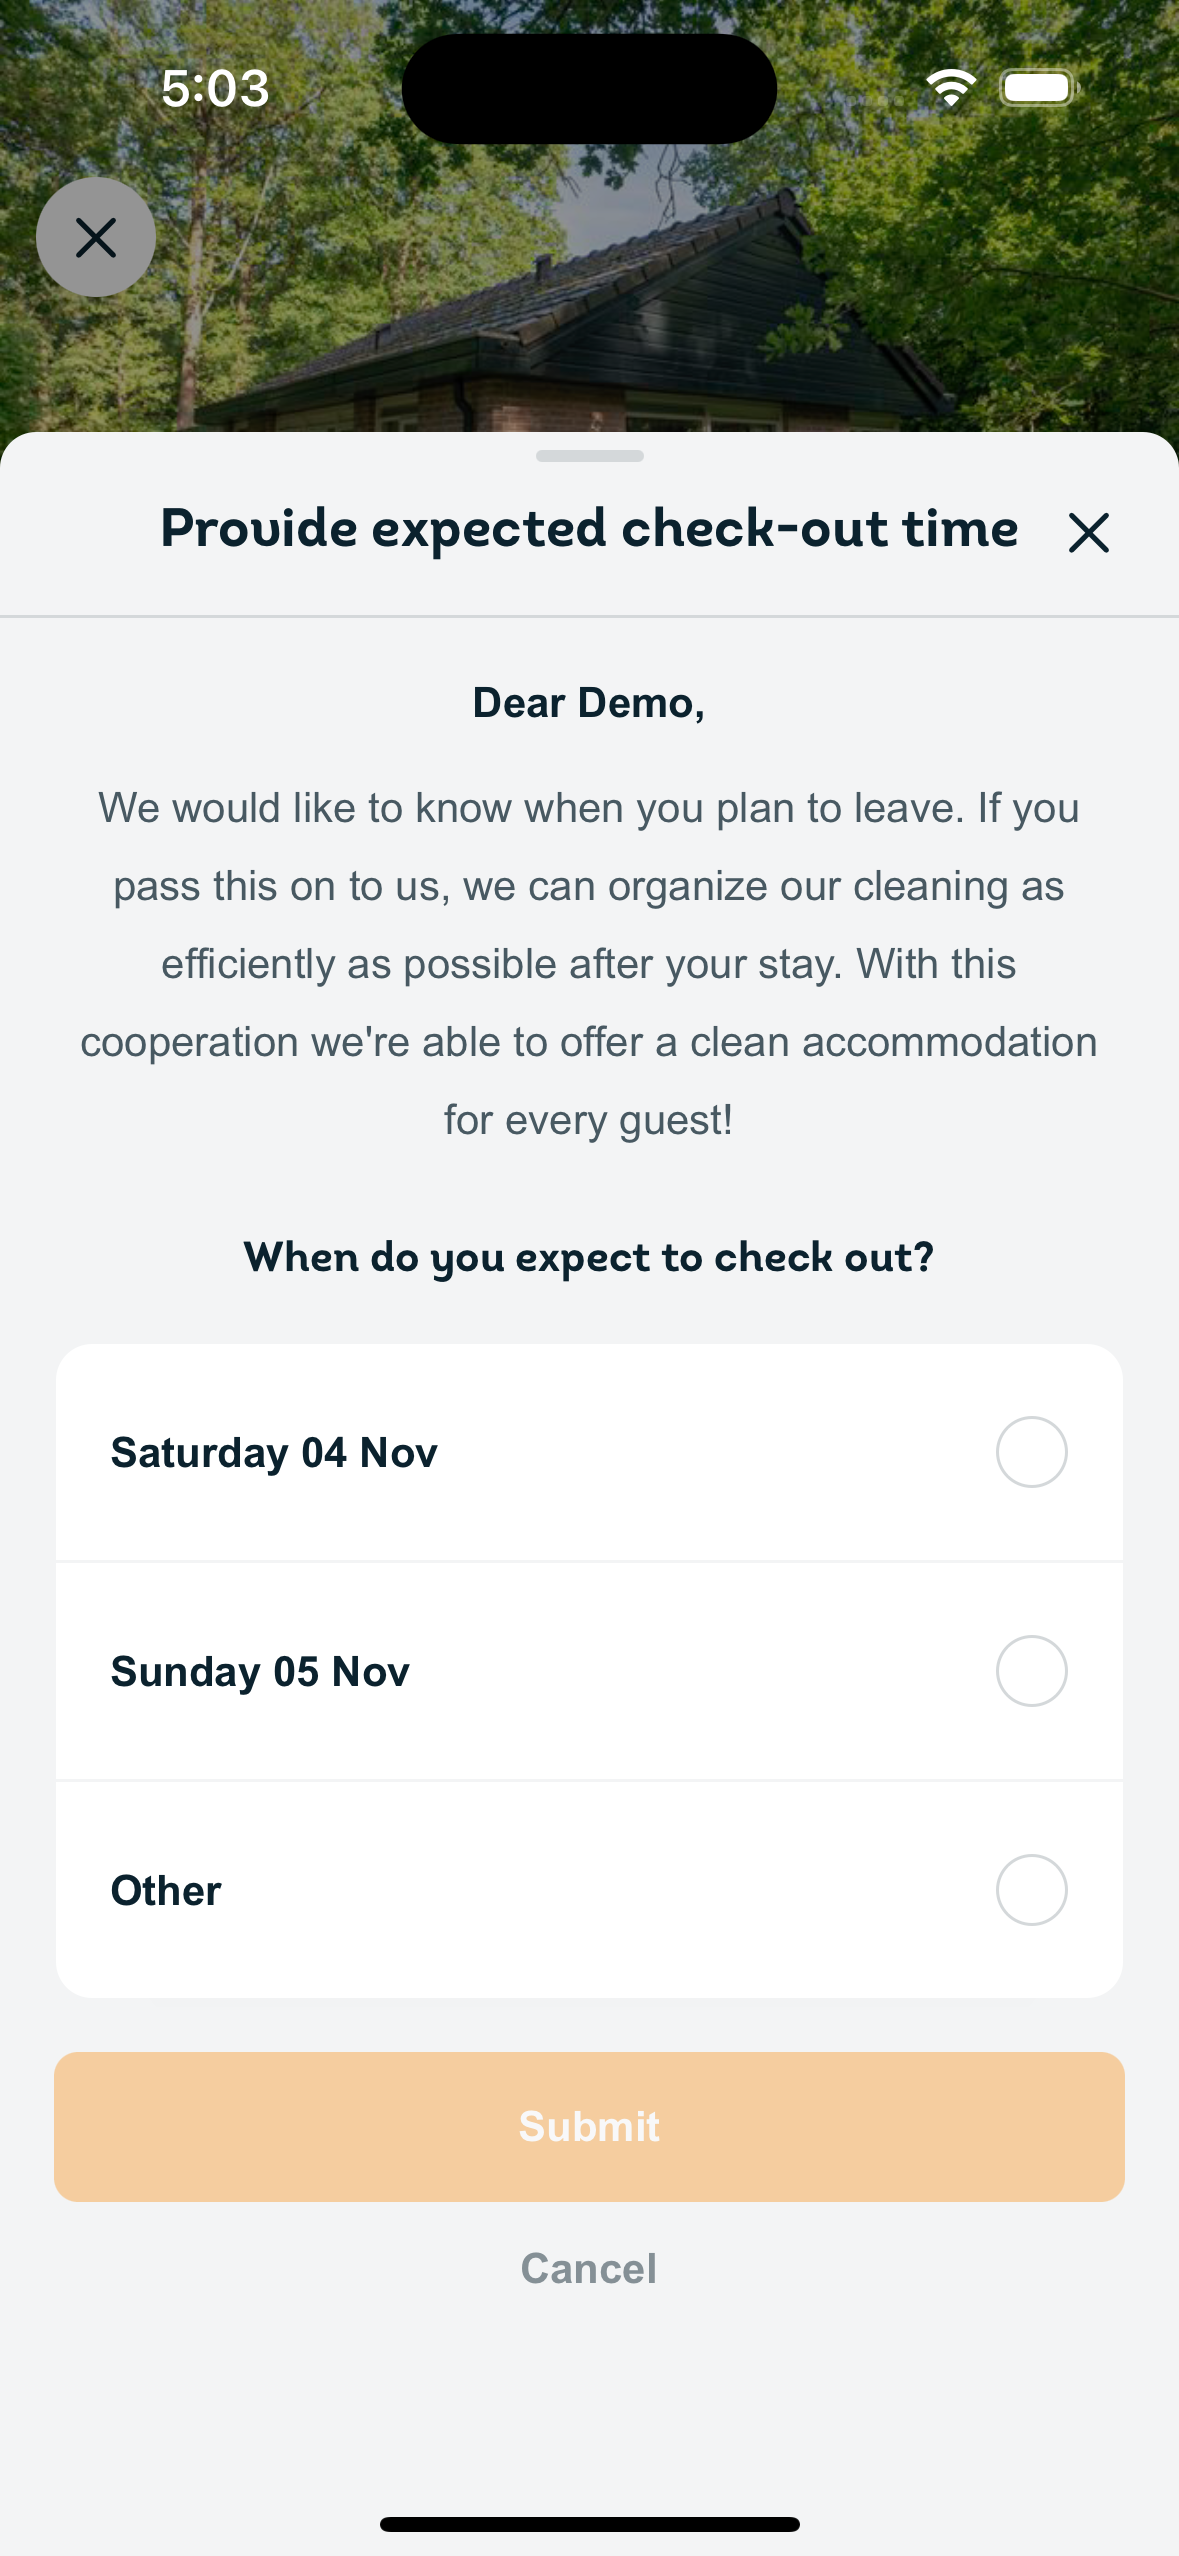 5:03
Provide expected check-out time
Dear Demo,
We would like to know when you plan to leave. If you
pass this on to us, we can organize our cleaning as
efficiently as possible after your stay. With this
cooperation we're able to offer a clean accommodation
for every guest!
When do you expect to check out?
Saturday 04 Nov
Sunday 05 Nov
Other
Submit
Cancel